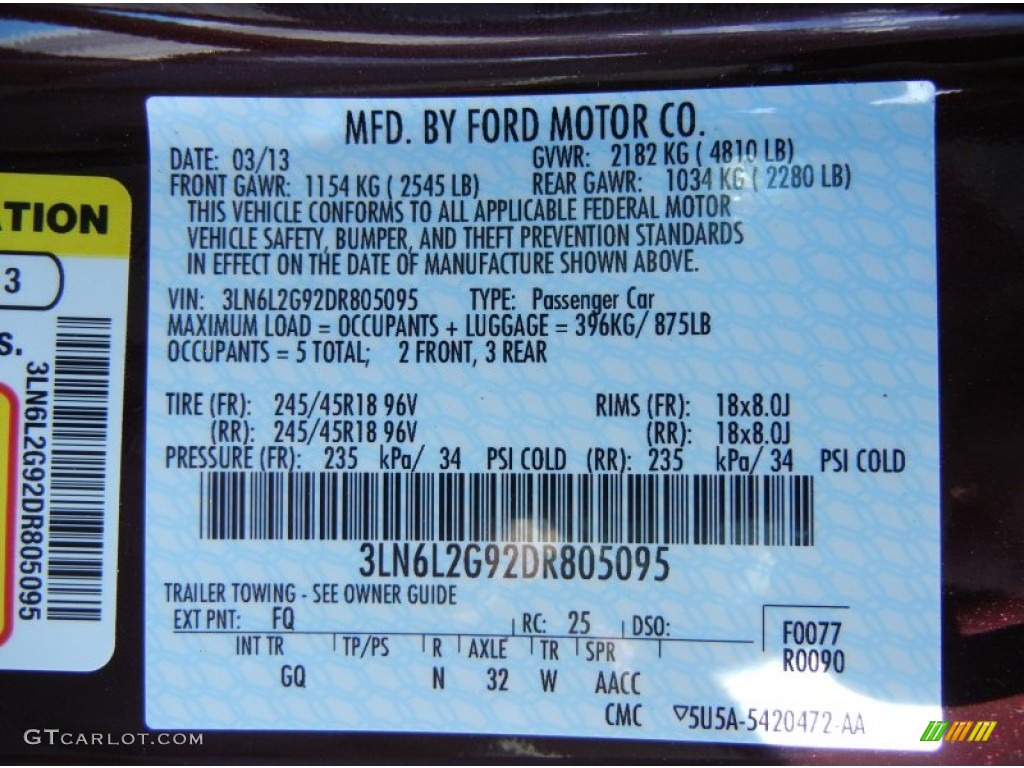 MFD. BY FORD MOTOR CO.
DATE: 03/13 GVWR: 2182 KG ( 4810 LB)
FRONT GAWR: 1154 KG ( 2545 LB) REAR GAWR: 1034 KG ( 2280 LB)
THIS VEHICLE CONFORMS TO ALL APPLICABLE FEDERAL MOTOR
VEHICLE SAFETY, BUMPER, AND THEFT PREVENTION STANDARDS
IN EFFECT ON THE DATE OF MANUFACTURE SHOWN ABOVE.
VIN: 3LN6L2G92DR805095 TYPE: Passenger Car
MAXIMUM LOAD = OCCUPANTS + LUGGAGE = 396KG/ 875LB
OCCUPANTS = 5 TOTAL; 2 FRONT, 3 REAR
TIRE (FR): 245/45R18 96V RIMS (FR): 18x8.0J
(RR): 245/45R18 96V (RR): 18x8.0J
PRESSURE (FR): 235 kPa/ 34 PSI COLD (RR): 235 kPa/ 34 PSI COLD
3LN6L2G92DR805095
TRAILER TOWING - SEE OWNER GUIDE
EXT PNT: FQ RC: 25 DSO:
INT TR TP/PS R AXLE TR SPR
GQ N 32 W AACC
CMC ▽5U5A-5420472-AA
F0077
R0090
ATION
3
S.
3LN6L2G92DR805095
GTCARLOT.COM